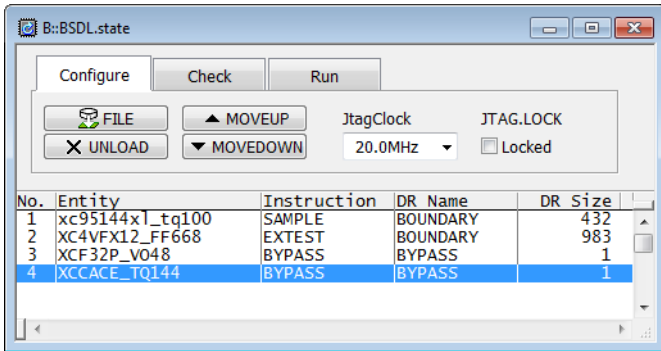 B::BSDL.state
Configure Check Run
FILE MOVEUP JtagClock JTAG.LOCK
UNLOAD MOVEDOWN 20.0MHz Locked
No. Entity Instruction DR Name DR Size
1 xc95144xl_tq100 SAMPLE BOUNDARY 432
2 XC4VFX12_FF668 EXTEST BOUNDARY 983
3 XCF32P_VO48 BYPASS BYPASS 1
4 XCCACE_TQ144 BYPASS BYPASS 1